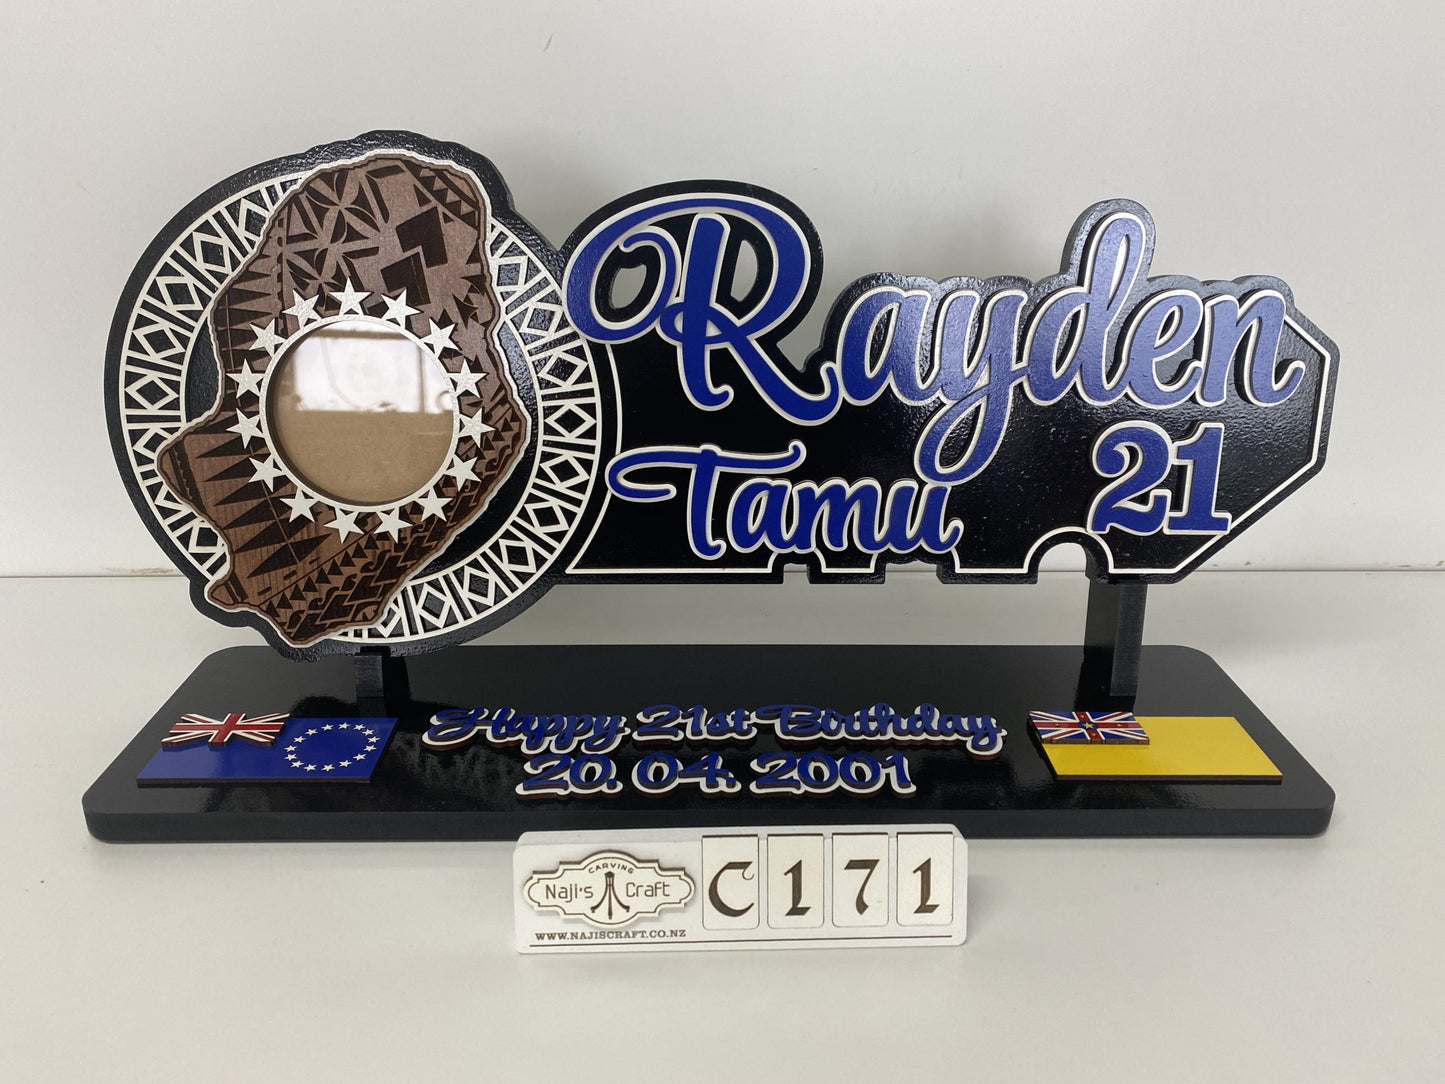 Rayden
Tamu
21
Happy 21st Birthday
20. 04. 2001
CARVING
Naji's Craft
WWW.NAJISCRAFT.CO.NZ
C171